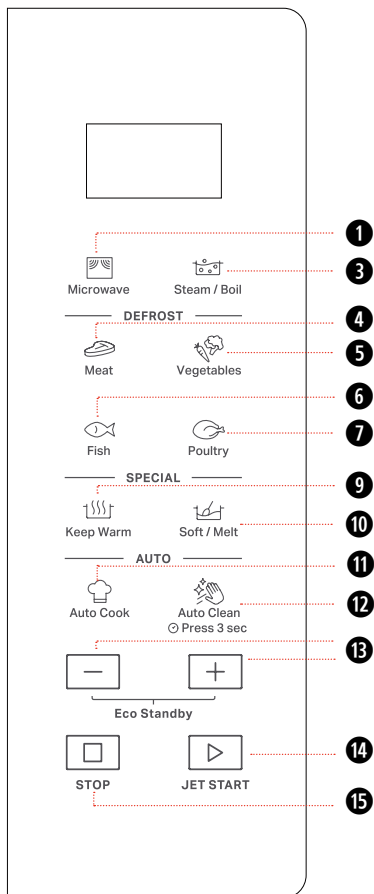 1
Microwave Steam / Boil
3
DEFROST
4
Meat Vegetables
5
6
Fish Poultry
7
SPECIAL
9
Keep Warm Soft / Melt
10
AUTO
11
Auto Cook Auto Clean
12
Press 3 sec
13
Eco Standby
14
STOP JET START
15